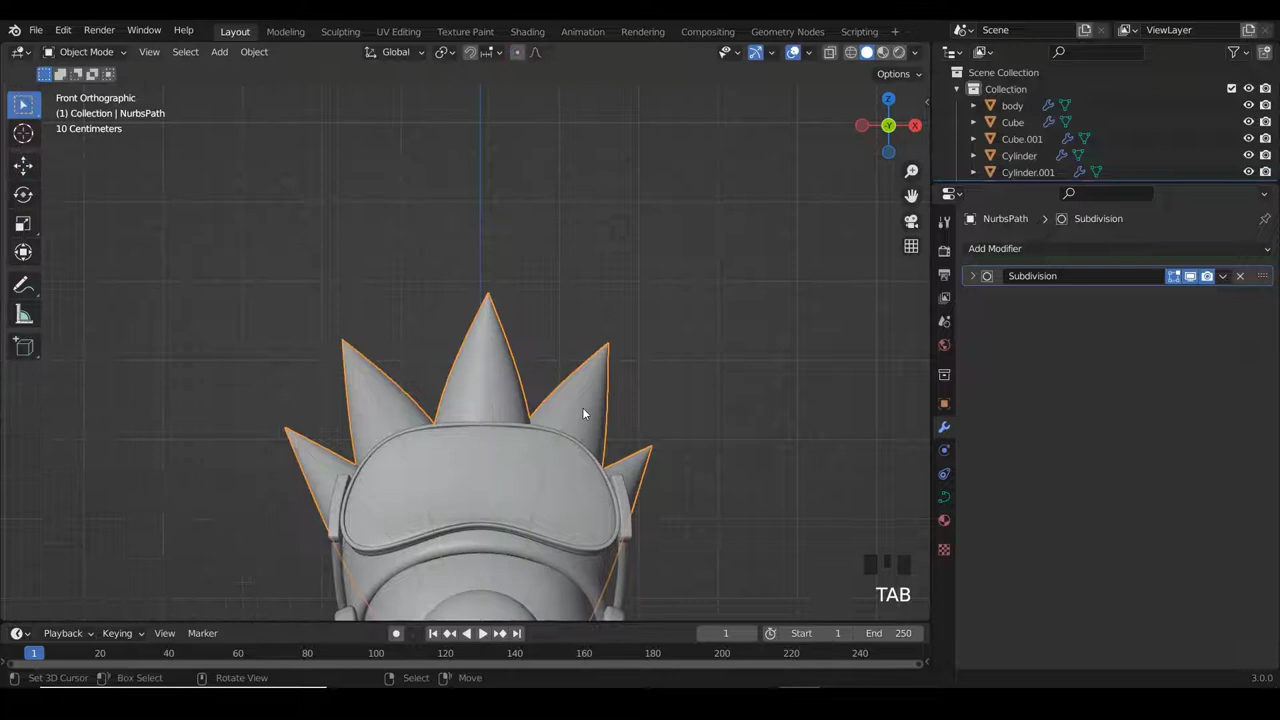 File Edit Render Window Help Layout Modeling Sculpting UV Editing Texture Paint Shading Animation Rendering Compositing Geometry Nodes Scripting + Scene ViewLayer
Object Mode View Select Add Object Global
Options
Front Orthographic
(1) Collection | NurbsPath
10 Centimeters
Z
-Y X
TAB
Scene Collection
Collection
body
Cube
Cube.001
Cylinder
Cylinder.001
NurbsPath > Subdivision
Add Modifier
Subdivision
Playback Keying View Marker 1 Start 1 End 250
1 20 40 60 80 100 120 140 160 180 200 220 240
Set 3D Cursor Box Select Rotate View Select Move 3.0.0